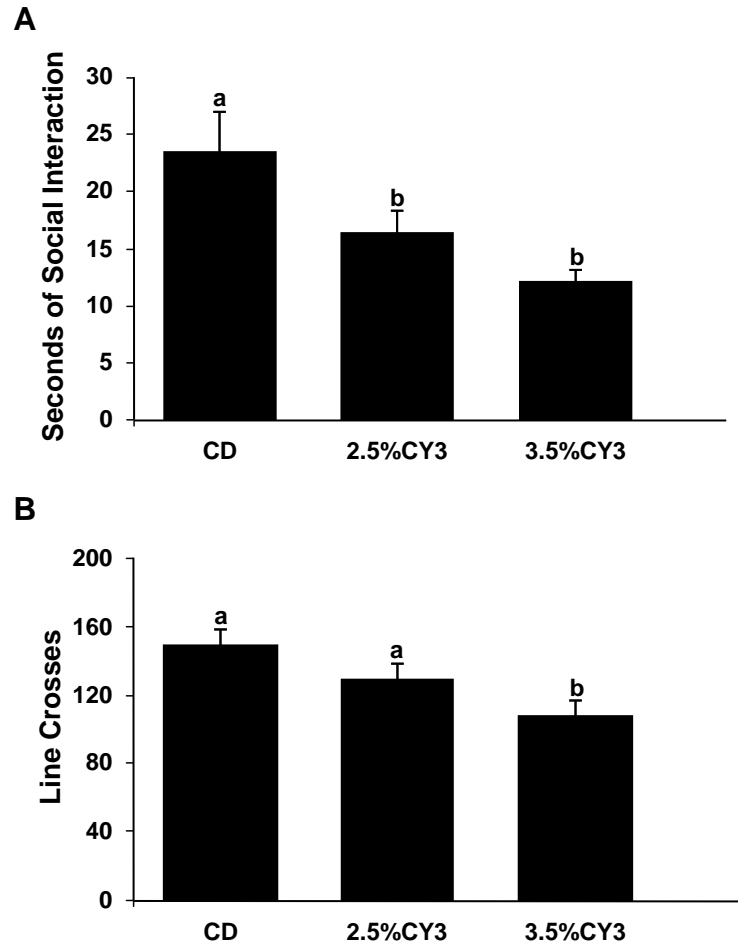 A
Seconds of Social Interaction
30
25
20
15
10
5
0
a
b
b
CD 2.5%CY3 3.5%CY3
B
Line Crosses
200
160
120
80
40
0
a
a
b
CD 2.5%CY3 3.5%CY3